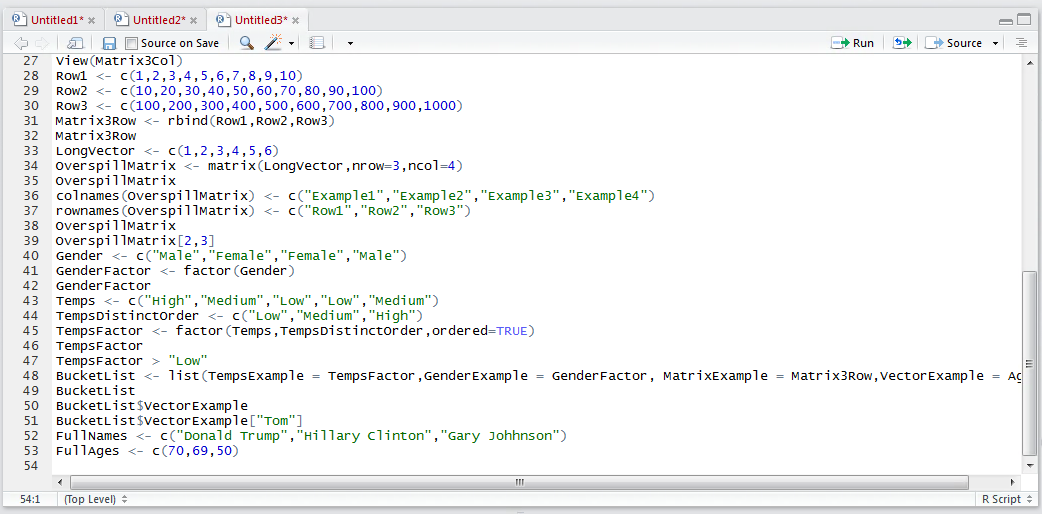 Untitled1* Untitled2* Untitled3*
Source on Save Run Source
27 View(Matrix3Col)
28 Row1 <- c(1,2,3,4,5,6,7,8,9,10)
29 Row2 <- c(10,20,30,40,50,60,70,80,90,100)
30 Row3 <- c(100,200,300,400,500,600,700,800,900,1000)
31 Matrix3Row <- rbind(Row1,Row2,Row3)
32 Matrix3Row
33 LongVector <- c(1,2,3,4,5,6)
34 OverspillMatrix <- matrix(LongVector,nrow=3,ncol=4)
35 OverspillMatrix
36 colnames(OverspillMatrix) <- c("Example1","Example2","Example3","Example4")
37 rownames(OverspillMatrix) <- c("Row1","Row2","Row3")
38 OverspillMatrix
39 OverspillMatrix[2,3]
40 Gender <- c("Male","Female","Female","Male")
41 GenderFactor <- factor(Gender)
42 GenderFactor
43 Temps <- c("High","Medium","Low","Low","Medium")
44 TempsDistinctOrder <- c("Low","Medium","High")
45 TempsFactor <- factor(Temps,TempsDistinctOrder,ordered=TRUE)
46 TempsFactor
47 TempsFactor > "Low"
48 BucketList <- list(TempsExample = TempsFactor,GenderExample = GenderFactor, MatrixExample = Matrix3Row,VectorExample = Ag
49 BucketList
50 BucketList$VectorExample
51 BucketList$VectorExample["Tom"]
52 FullNames <- c("Donald Trump","Hillary Clinton","Gary Johhnson")
53 FullAges <- c(70,69,50)
54
54:1 (Top Level) R Script